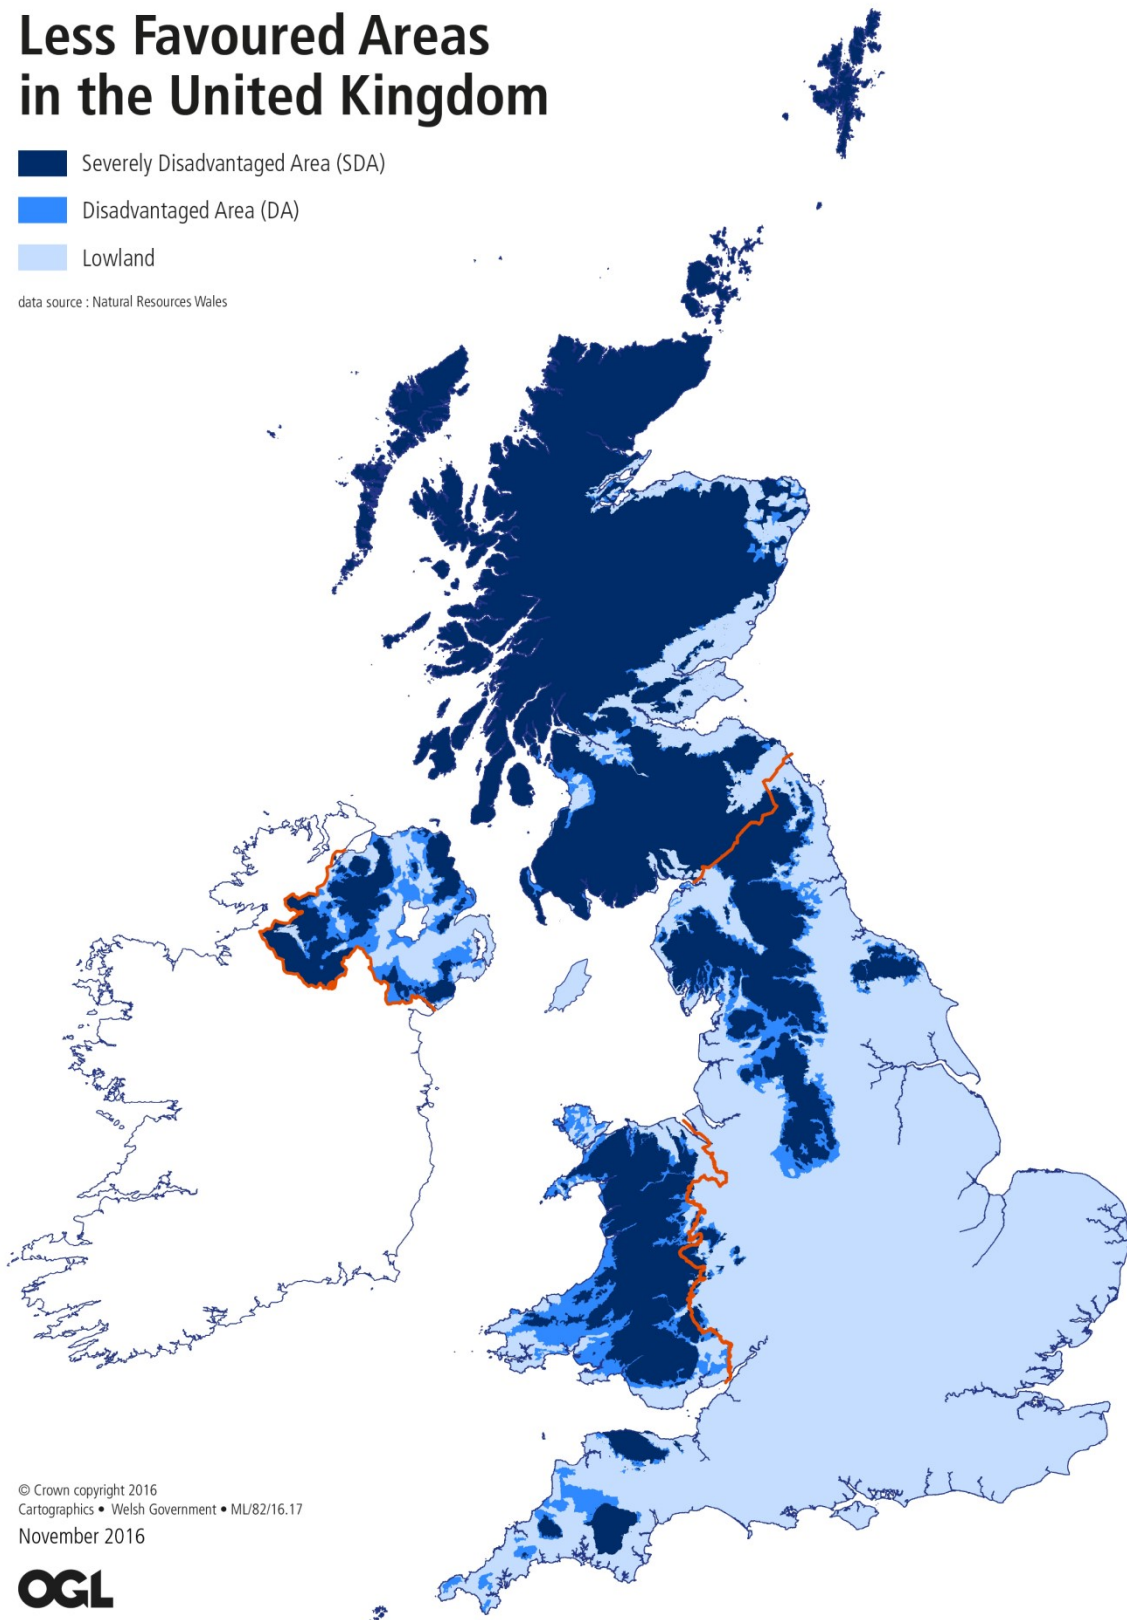 Less Favoured Areas
in the United Kingdom
Severely Disadvantaged Area (SDA)
Disadvantaged Area (DA)
Lowland
data source : Natural Resources Wales
© Crown copyright 2016
Cartographics • Welsh Government • ML/82/16.17
November 2016
OGL